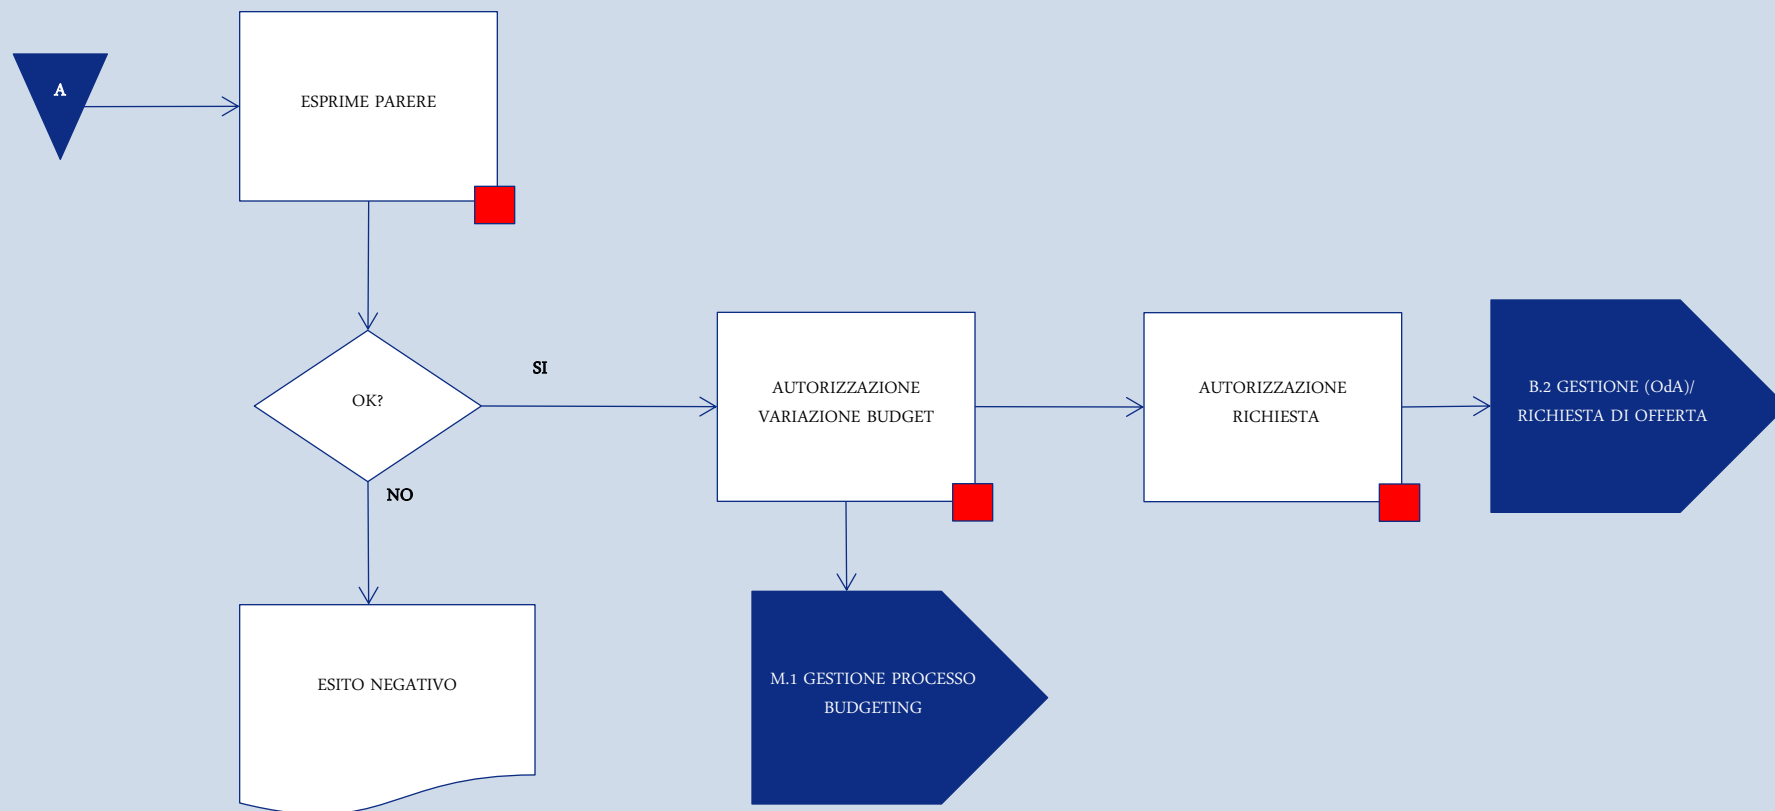 A
ESPRIME PARERE
OK?
SI
NO
AUTORIZZAZIONE
VARIAZIONE BUDGET
AUTORIZZAZIONE
RICHIESTA
B.2 GESTIONE (OdA)/
RICHIESTA DI OFFERTA
ESITO NEGATIVO
M.1 GESTIONE PROCESSO
BUDGETING